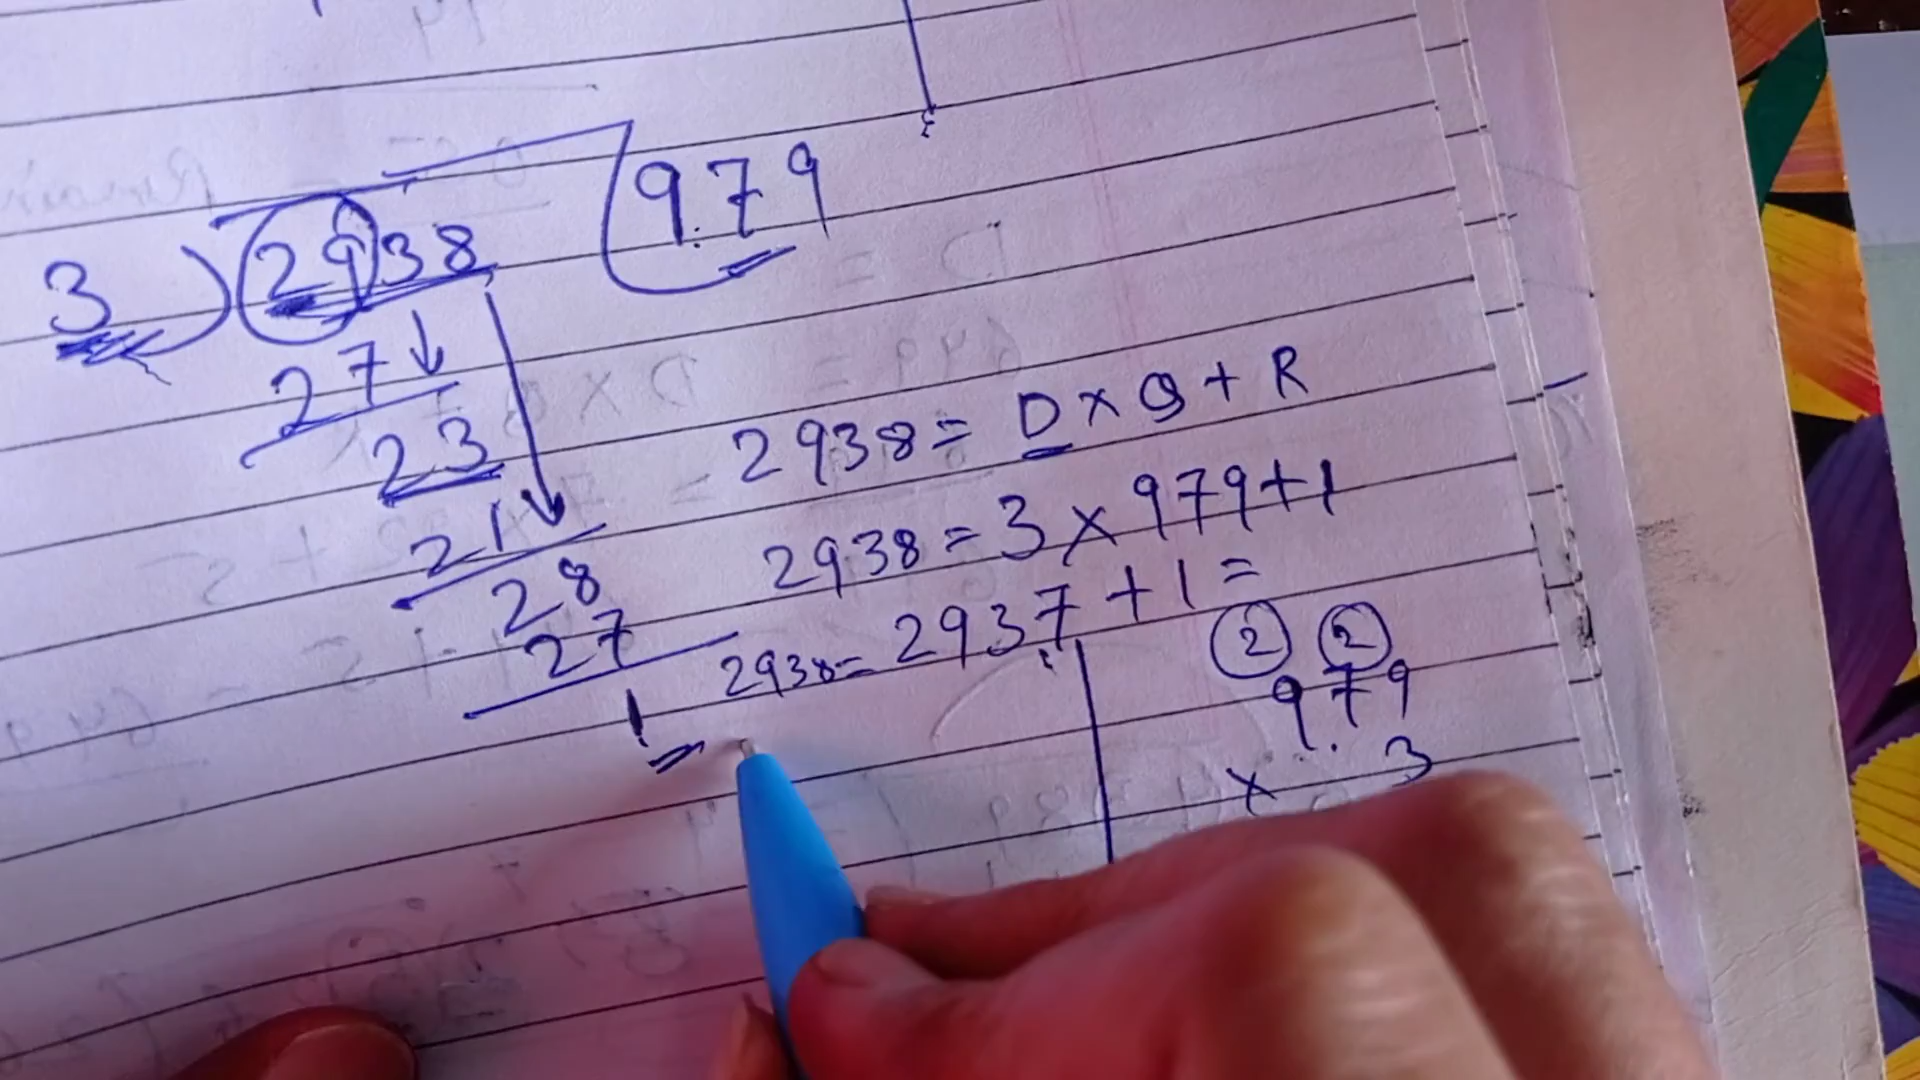 3 ) 2938 ( 979
27
23
21
28
27
1
2938 = D × Q + R
2938 = 3 × 979 + 1
2938 = 2937 + 1 =
2 2
979
× 3